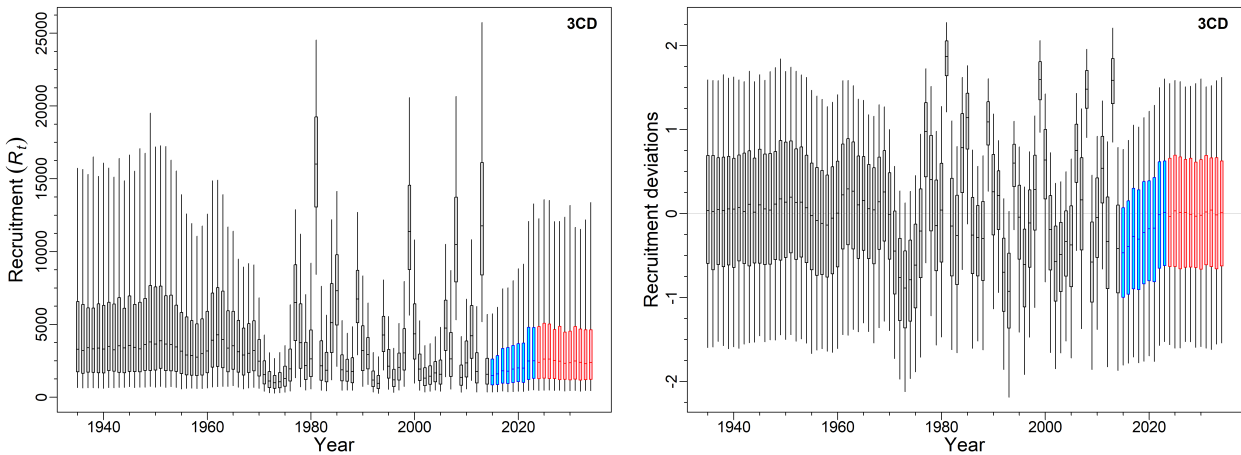 3CD
Recruitment (Rₜ)
0 5000 10000 15000 20000 25000
1940 1960 1980 2000 2020
Year
3CD
Recruitment deviations
-2 -1 0 1 2
1940 1960 1980 2000 2020
Year